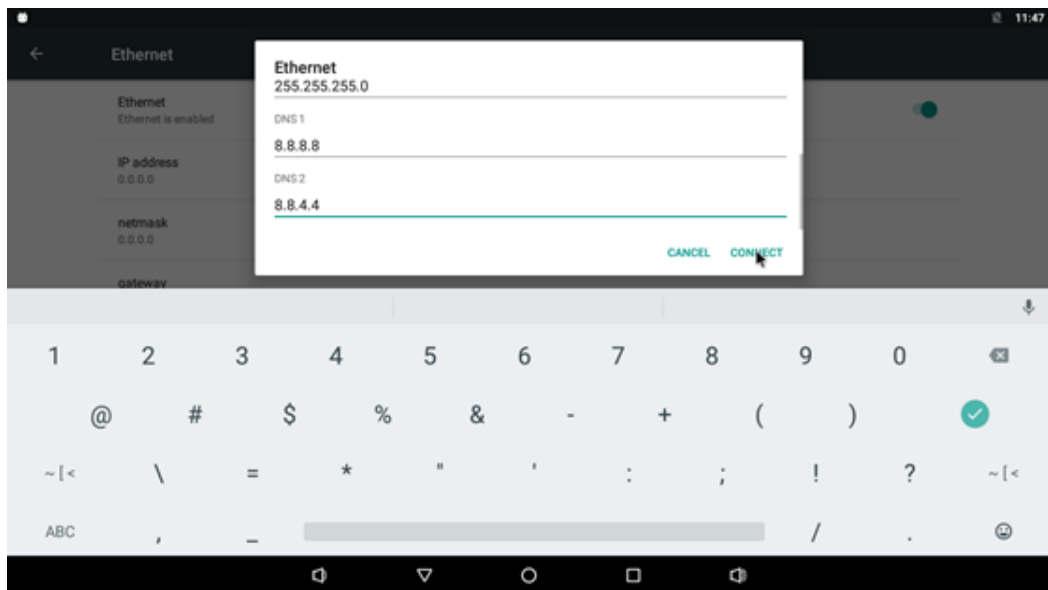 11:47
Ethernet
Ethernet
Ethernet is enabled
IP address
0.0.0.0
netmask
0.0.0.0
gateway
Ethernet
255.255.255.0
DNS 1
8.8.8.8
DNS 2
8.8.4.4
CANCEL CONNECT
1 2 3 4 5 6 7 8 9 0
@ # $ % & - + ( )
~ [ < \ = * " ' : ; ! ? ~ [ <
ABC , _ / .